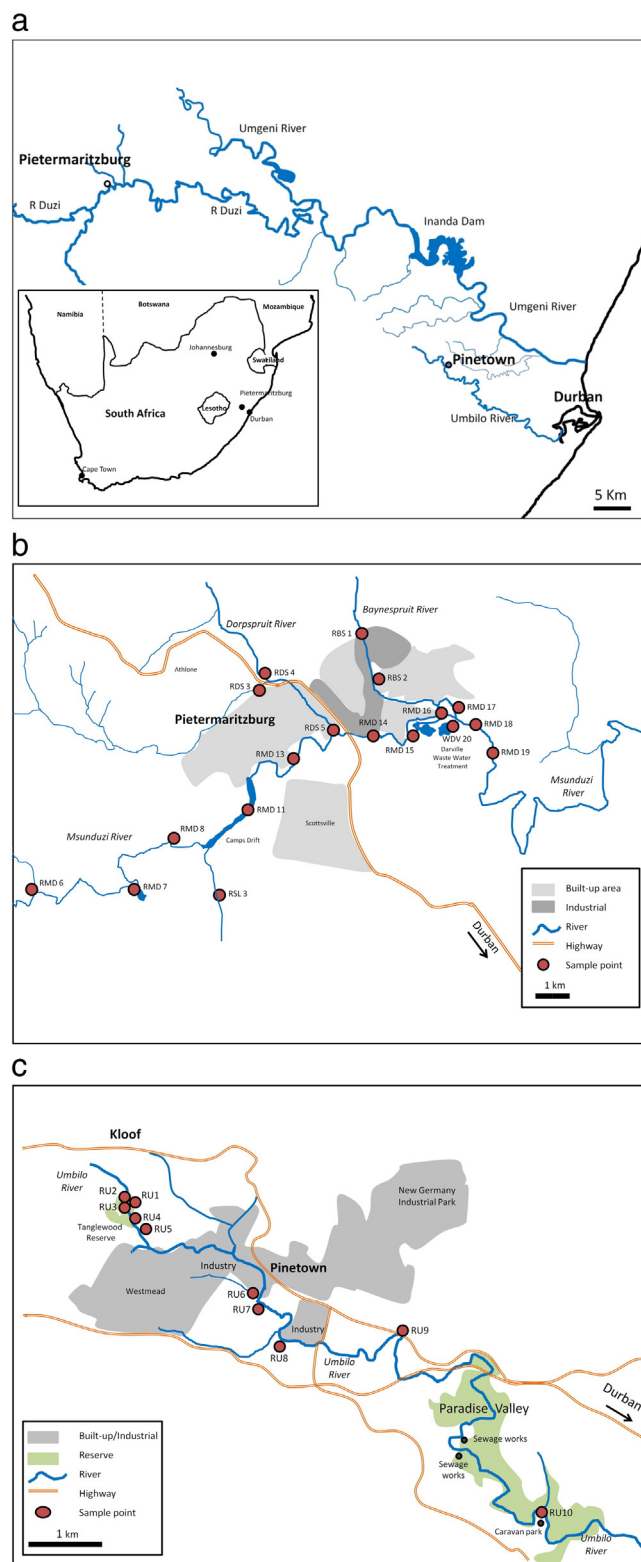 a
Umgeni River
Pietermaritzburg
R Duzi
R Duzi
Inanda Dam
Umgeni River
Pinetown
Durban
Umbilo River
5 Km
Namibia
Botswana
Mozambique
Johannesburg
Swaziland
Pietermaritzburg
South Africa
Lesotho
Durban
Cape Town
b
Dorpspruit River
Baynespruit River
RBS 1
Athlone
RDS 4
RDS 3
RBS 2
Pietermaritzburg
RMD 16
RMD 17
RDS 5
RMD 14
RMD 18
RMD 15
WDV 20
Darville
Waste Water
Treatment
RMD 13
RMD 19
Msunduzi
River
RMD 11
Scottsville
Msunduzi River
RMD 8
Camps Drift
RMD 6
RMD 7
RSL 3
Durban
Built-up area
Industrial
River
Highway
Sample point
1 km
c
Kloof
Umbilo
River
RU2
RU1
RU3
RU4
Tanglewood
Reserve
RU5
New Germany
Industrial Park
Industry
Pinetown
Westmead
RU6
RU7
Industry
RU8
RU9
Umbilo
River
Durban
Paradise Valley
Sewage works
Sewage
works
RU10
Caravan park
Umbilo
River
Built-up/Industrial
Reserve
River
Highway
Sample point
1 km